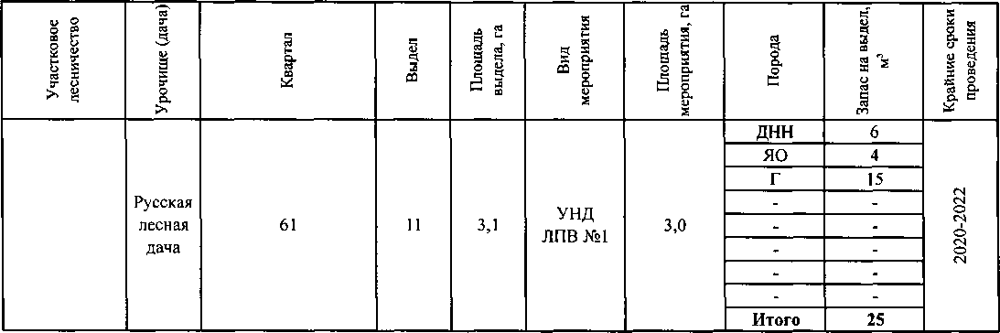 Участковое
лесничество
Урочище (дача)
Квартал
Выдел
Площадь
выдела, га
Вид
мероприятия
Площадь
мероприятия, га
Порода
Запас на выдел,
м³
Крайние сроки
проведения
Русская
лесная
дача
61
11
3,1
УНД
ЛПВ №1
3,0
ДНН 6
ЯО 4
Г 15
- -
- -
- -
- -
- -
Итого 25
2020-2022